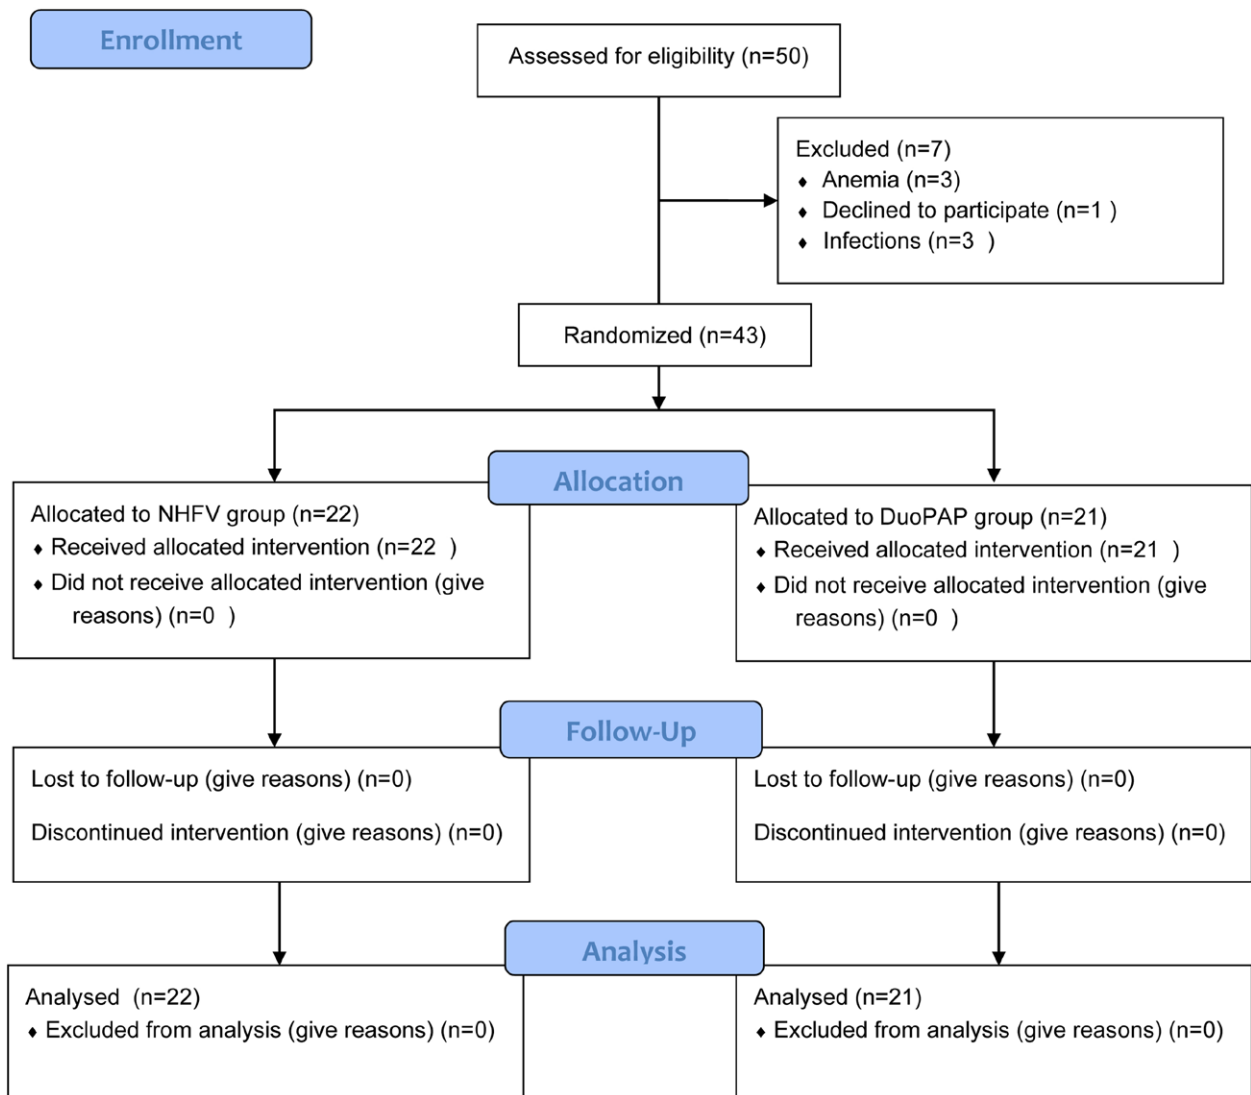 Enrollment
Assessed for eligibility (n=50)
Excluded (n=7)
♦ Anemia (n=3)
♦ Declined to participate (n=1 )
♦ Infections (n=3 )
Randomized (n=43)
Allocation
Allocated to NHFV group (n=22)
♦ Received allocated intervention (n=22 )
♦ Did not receive allocated intervention (give
reasons) (n=0 )
Allocated to DuoPAP group (n=21)
♦ Received allocated intervention (n=21 )
♦ Did not receive allocated intervention (give
reasons) (n=0 )
Follow-Up
Lost to follow-up (give reasons) (n=0)
Discontinued intervention (give reasons) (n=0)
Lost to follow-up (give reasons) (n=0)
Discontinued intervention (give reasons) (n=0)
Analysis
Analysed (n=22)
♦ Excluded from analysis (give reasons) (n=0)
Analysed (n=21)
♦ Excluded from analysis (give reasons) (n=0)